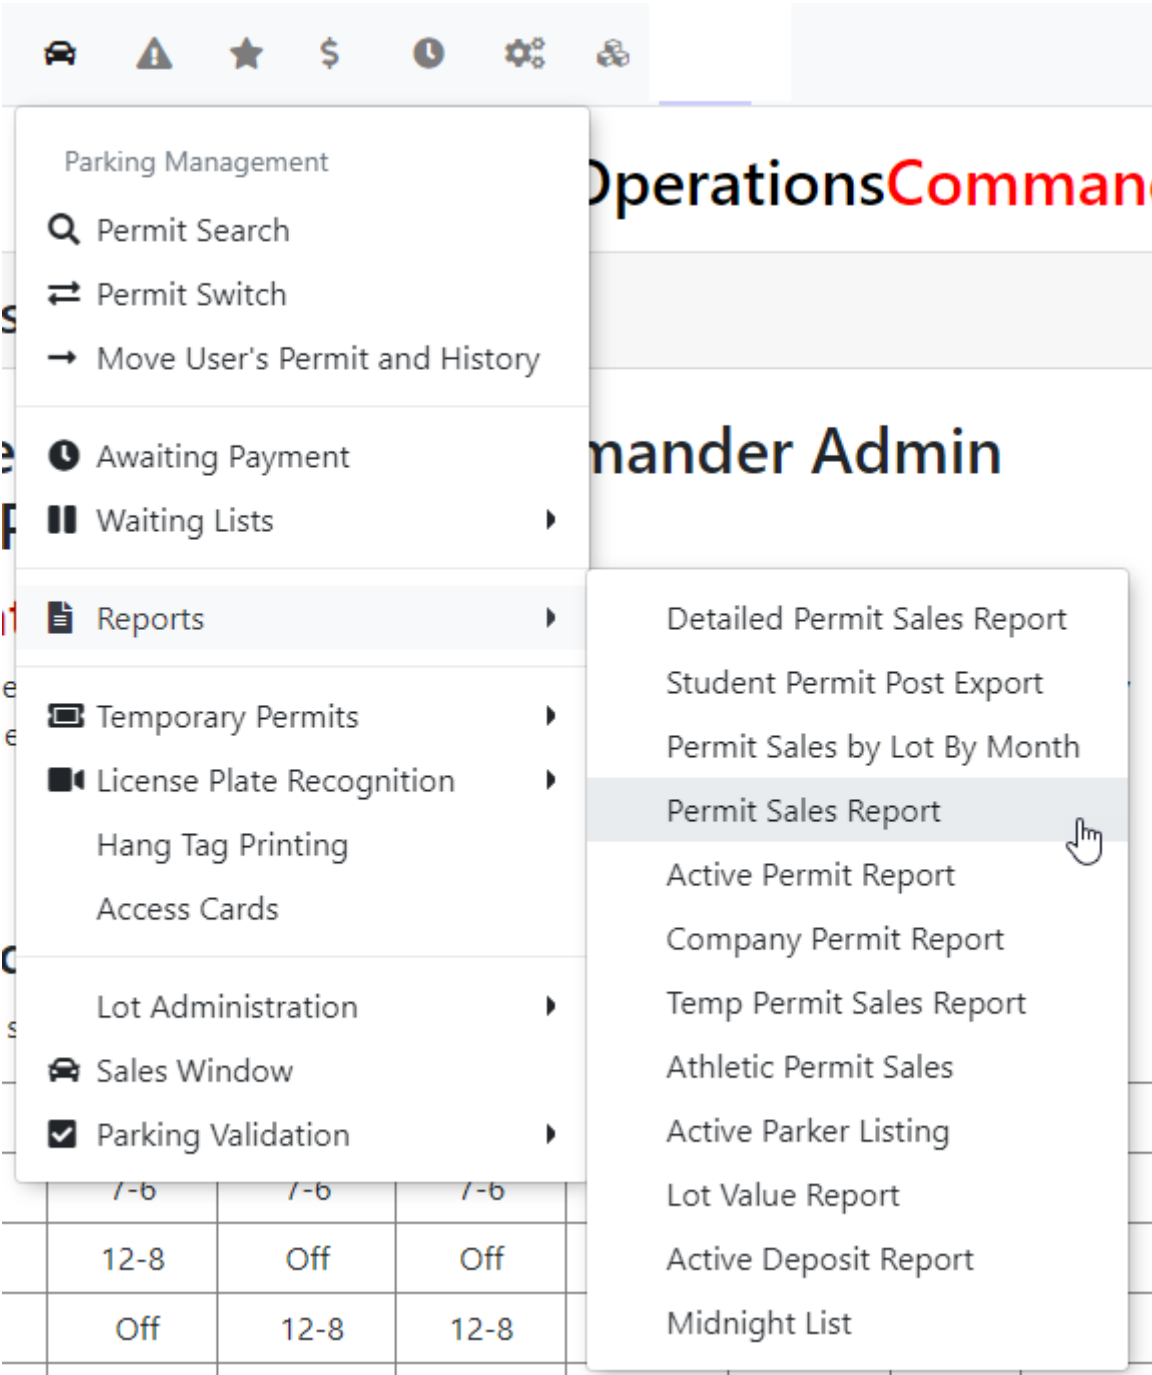 Parking Management
OperationsCommand
Permit Search
Permit Switch
Move User's Permit and History
mander Admin
Awaiting Payment
Waiting Lists
Reports
Temporary Permits
License Plate Recognition
Hang Tag Printing
Access Cards
Lot Administration
Sales Window
Parking Validation
Detailed Permit Sales Report
Student Permit Post Export
Permit Sales by Lot By Month
Permit Sales Report
Active Permit Report
Company Permit Report
Temp Permit Sales Report
Athletic Permit Sales
Active Parker Listing
Lot Value Report
Active Deposit Report
Midnight List
7-6 7-6 7-6
12-8 Off Off
Off 12-8 12-8